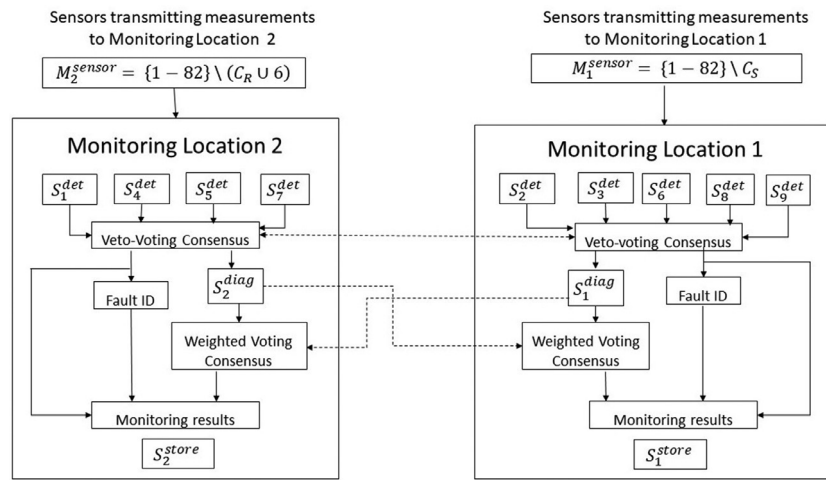 Sensors transmitting measurements
to Monitoring Location 2
Sensors transmitting measurements
to Monitoring Location 1
$M_2^{sensor} = \{1 - 82\} \setminus (C_R \cup 6)$
$M_1^{sensor} = \{1 - 82\} \setminus C_S$
Monitoring Location 2
$S_1^{det}$ $S_4^{det}$ $S_5^{det}$ $S_7^{det}$
Veto-Voting Consensus
Fault ID
$S_2^{diag}$
Weighted Voting
Consensus
Monitoring results
$S_2^{store}$
Monitoring Location 1
$S_2^{det}$ $S_3^{det}$ $S_6^{det}$ $S_8^{det}$ $S_9^{det}$
Veto-voting Consensus
$S_1^{diag}$
Fault ID
Weighted Voting
Consensus
Monitoring results
$S_1^{store}$